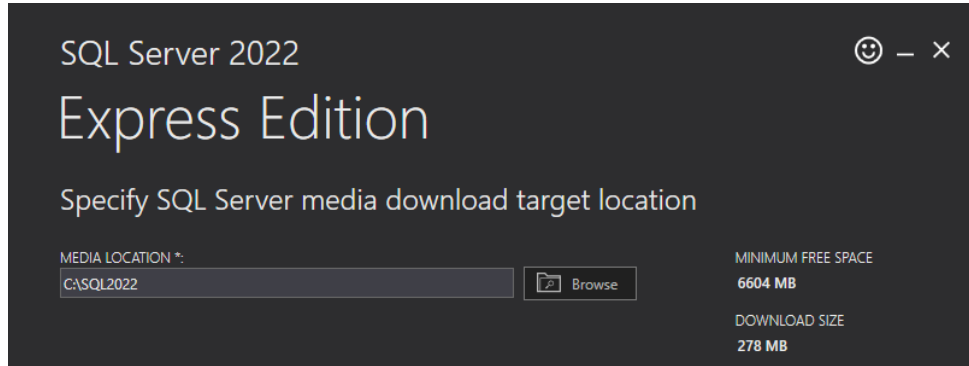 SQL Server 2022
Express Edition
Specify SQL Server media download target location
MEDIA LOCATION *:
C:\SQL2022
Browse
MINIMUM FREE SPACE
6604 MB
DOWNLOAD SIZE
278 MB